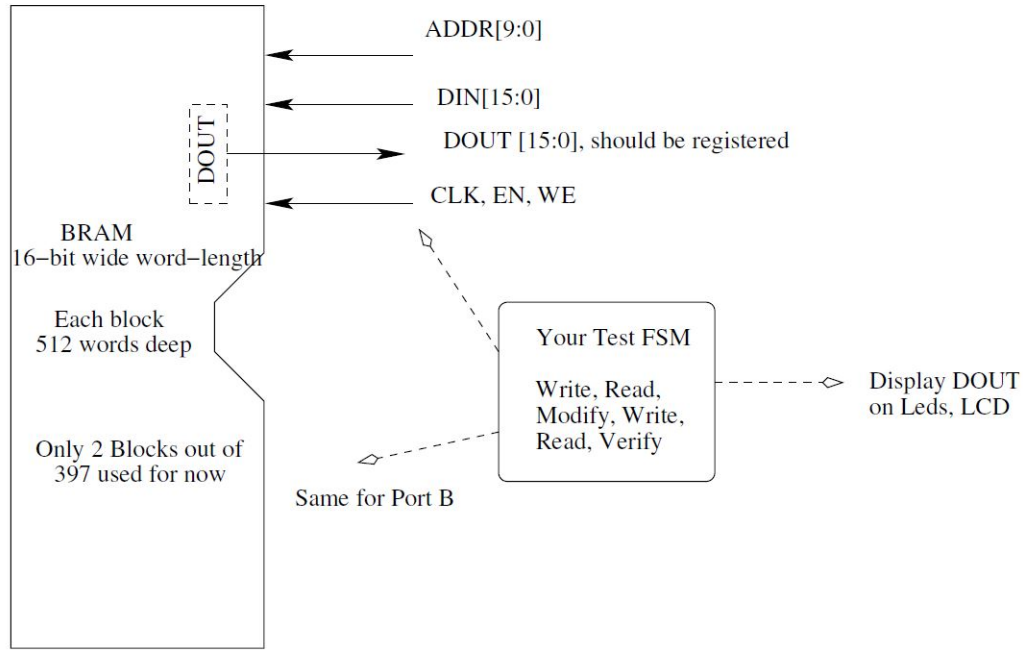 ADDR[9:0]
DIN[15:0]
DOUT
DOUT [15:0], should be registered
CLK, EN, WE
BRAM
16−bit wide word−length
Each block
512 words deep
Your Test FSM
Write, Read,
Modify, Write,
Read, Verify
Display DOUT
on Leds, LCD
Only 2 Blocks out of
397 used for now
Same for Port B